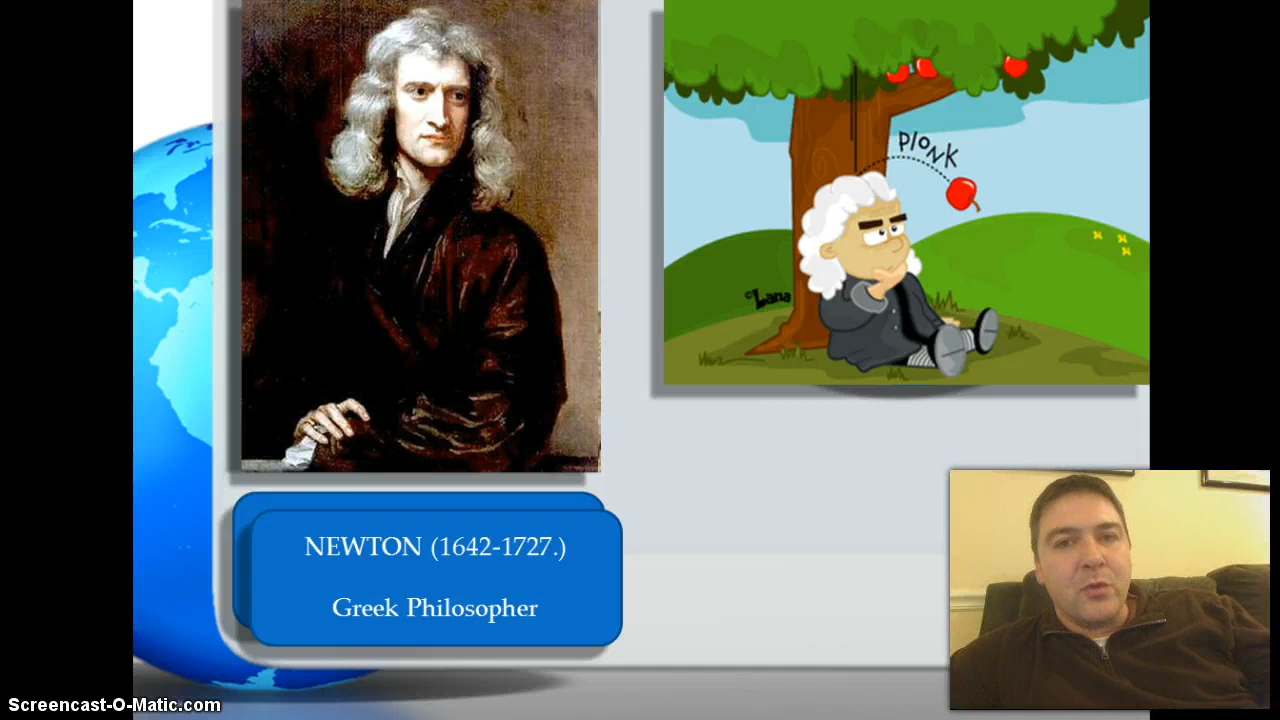 PLONK
©Lana
NEWTON (1642-1727.)
Greek Philosopher
Screencast-O-Matic.com